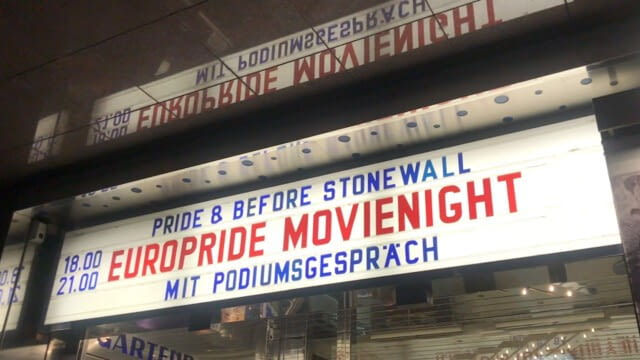 PRIDE & BEFORE STONEWALL
18.00 EUROPRIDE MOVIENIGHT
21.00
MIT PODIUMSGESPRÄCH